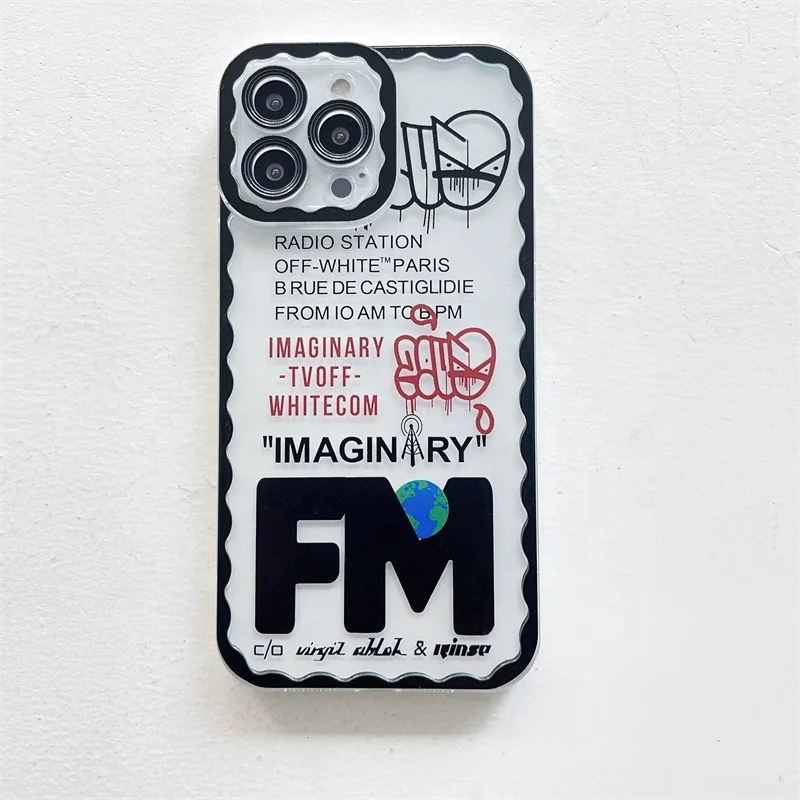 RADIO STATION
OFF-WHITE™ PARIS
B RUE DE CASTIGLIDIE
FROM IO AM TO B PM
IMAGINARY
-TVOFF-
WHITECOM
"IMAGINARY"
FM
c/o virgil abloh & rinse